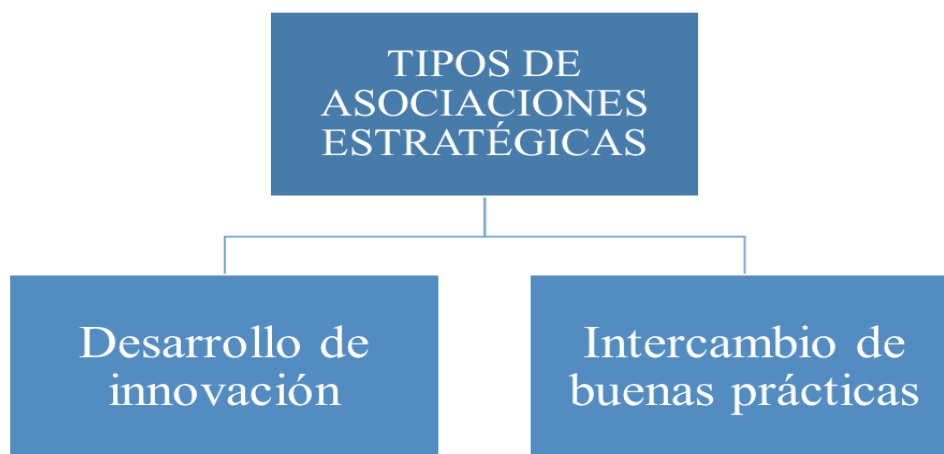 TIPOS DE
ASOCIACIONES
ESTRATÉGICAS
Desarrollo de
innovación
Intercambio de
buenas prácticas